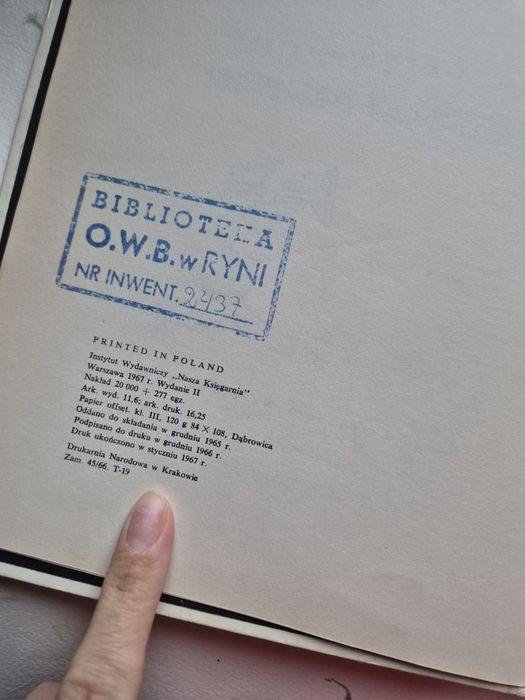 BIBLIOTEKA
O.W.B. w RYNI
NR INWENT. 2437
PRINTED IN POLAND
Instytut Wydawniczy „Nasza Księgarnia"
Warszawa 1967 r. Wydanie II
Nakład 20 000 + 277 egz.
Ark. wyd. 11,6; ark. druk. 16,25
Papier offset. kl. III, 120 g 84 × 108, Dąbrowica
Oddano do składania w grudniu 1965 r.
Podpisano do druku w grudniu 1966 r.
Druk ukończono w styczniu 1967 r.
Drukarnia Narodowa w Krakowie
Zam. 45/66. T-19